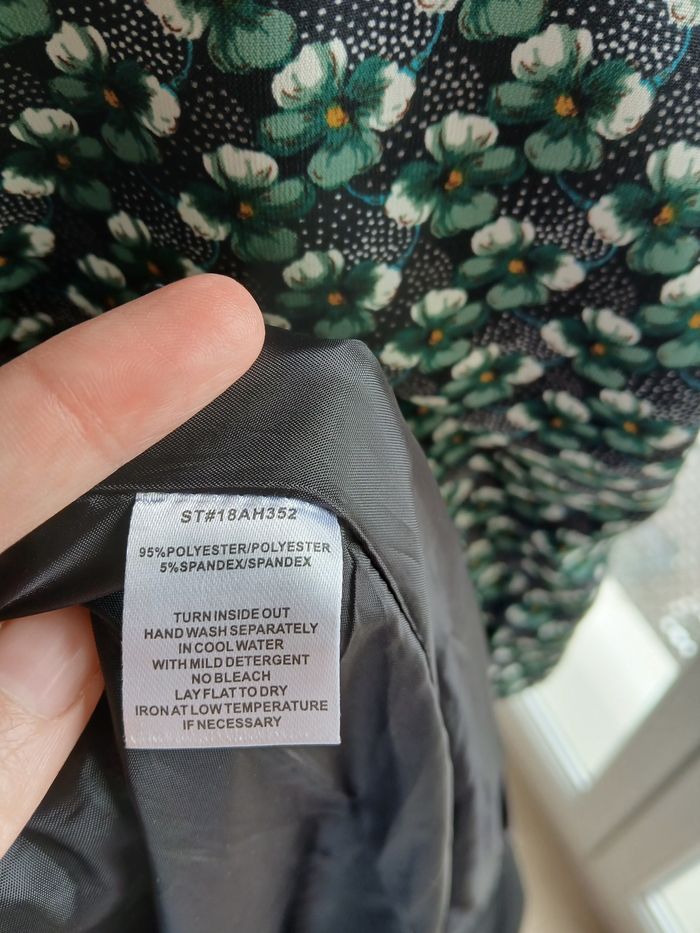 ST#18AH352
95%POLYESTER/POLYESTER
5%SPANDEX/SPANDEX
TURN INSIDE OUT
HAND WASH SEPARATELY
IN COOL WATER
WITH MILD DETERGENT
NO BLEACH
LAY FLAT TO DRY
IRON AT LOW TEMPERATURE
IF NECESSARY